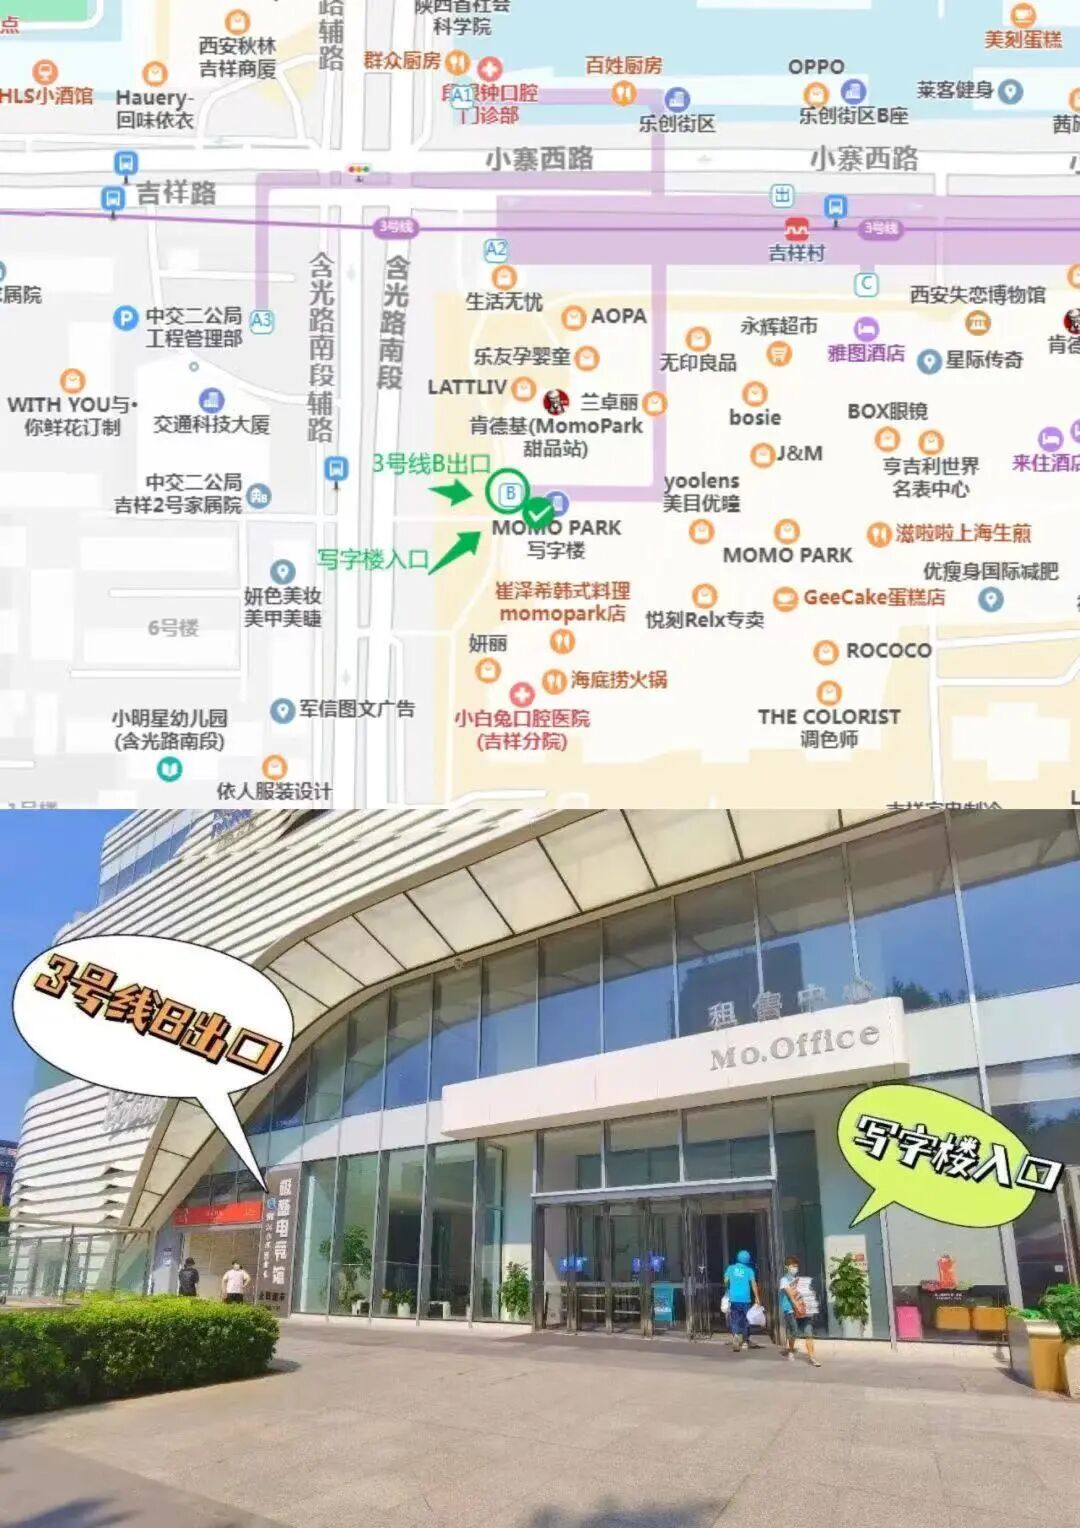 点
西安秋林
吉祥商厦
路辅路
陕西省社会
科学院
群众厨房
百姓厨房
OPPO
美刻蛋糕
HLS小酒馆
Hauery-
回味依衣
A1
钟口腔
门诊部
乐创街区
乐创街区B座
莱客健身
小寨西路
小寨西路
吉祥路
出
3号线
3号线
吉祥村
A2
C
家属院
含光路南段辅路
含光路南段
生活无忧
AOPA
永辉超市
西安失恋博物馆
P
中交二公局
工程管理部
A3
乐友孕婴童
无印良品
雅图酒店
星际传奇
肯德
WITH YOU与·
你鲜花订制
交通科技大厦
LATTLIV
兰卓丽
肯德基(MomoPark
甜品站)
bosie
BOX眼镜
J&M
亨吉利世界
名表中心
来住酒店
3号线B出口
中交二公局
吉祥2号家属院
B
yoolens
美目优瞳
MOMO PARK
写字楼
写字楼入口
MOMO PARK
滋啦啦上海生煎
优瘦身国际减肥
妍色美妆
美甲美睫
崔泽希韩式料理
momopark店
悦刻Relx专卖
GeeCake蛋糕店
6号楼
妍丽
ROCOCO
海底捞火锅
小明星幼儿园
(含光路南段)
军信图文广告
小白兔口腔医院
(吉祥分院)
THE COLORIST
调色师
依人服装设计
3号线B出口
租售中心
Mo.Office
写字楼入口